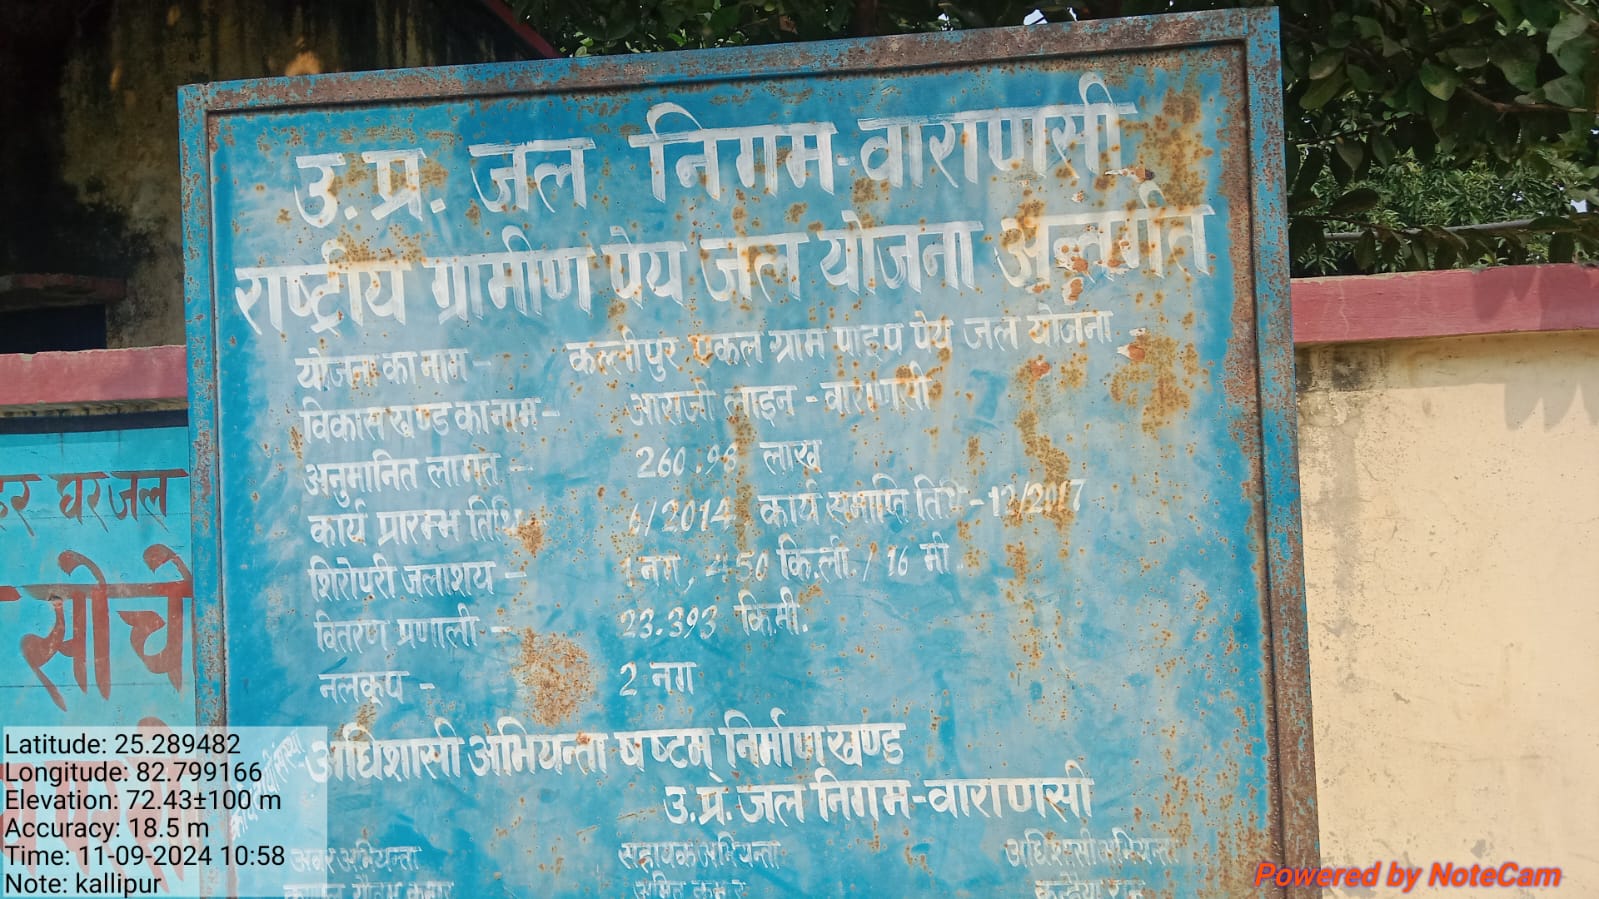 उ.प्र. जल निगम-वाराणसी
राष्ट्रीय ग्रामीण पेय जल योजना अन्तर्गत
योजना का नाम - कल्लीपुर एकल ग्राम पाइप पेय जल योजना -
विकास खण्ड का नाम - आराजी लाइन - वाराणसी
अनुमानित लागत - 260.98 लाख
कार्य प्रारम्भ तिथि 6/2014 कार्य समाप्ति तिथि - 12/2017
शिरोपरी जलाशय - 1 नग, 450 कि.ली. / 16 मी.
वितरण प्रणाली - 23.393 कि.मी.
नलकूप - 2 नग
अधिशासी अभियन्ता षष्टम् निर्माण खण्ड
उ.प्र. जल निगम-वाराणसी
अवर अभियन्ता सहायक अभियन्ता अधिशासी अभियन्ता
घर जल
सीचे
Latitude: 25.289482
Longitude: 82.799166
Elevation: 72.43±100 m
Accuracy: 18.5 m
Time: 11-09-2024 10:58
Note: kallipur
Powered by NoteCam